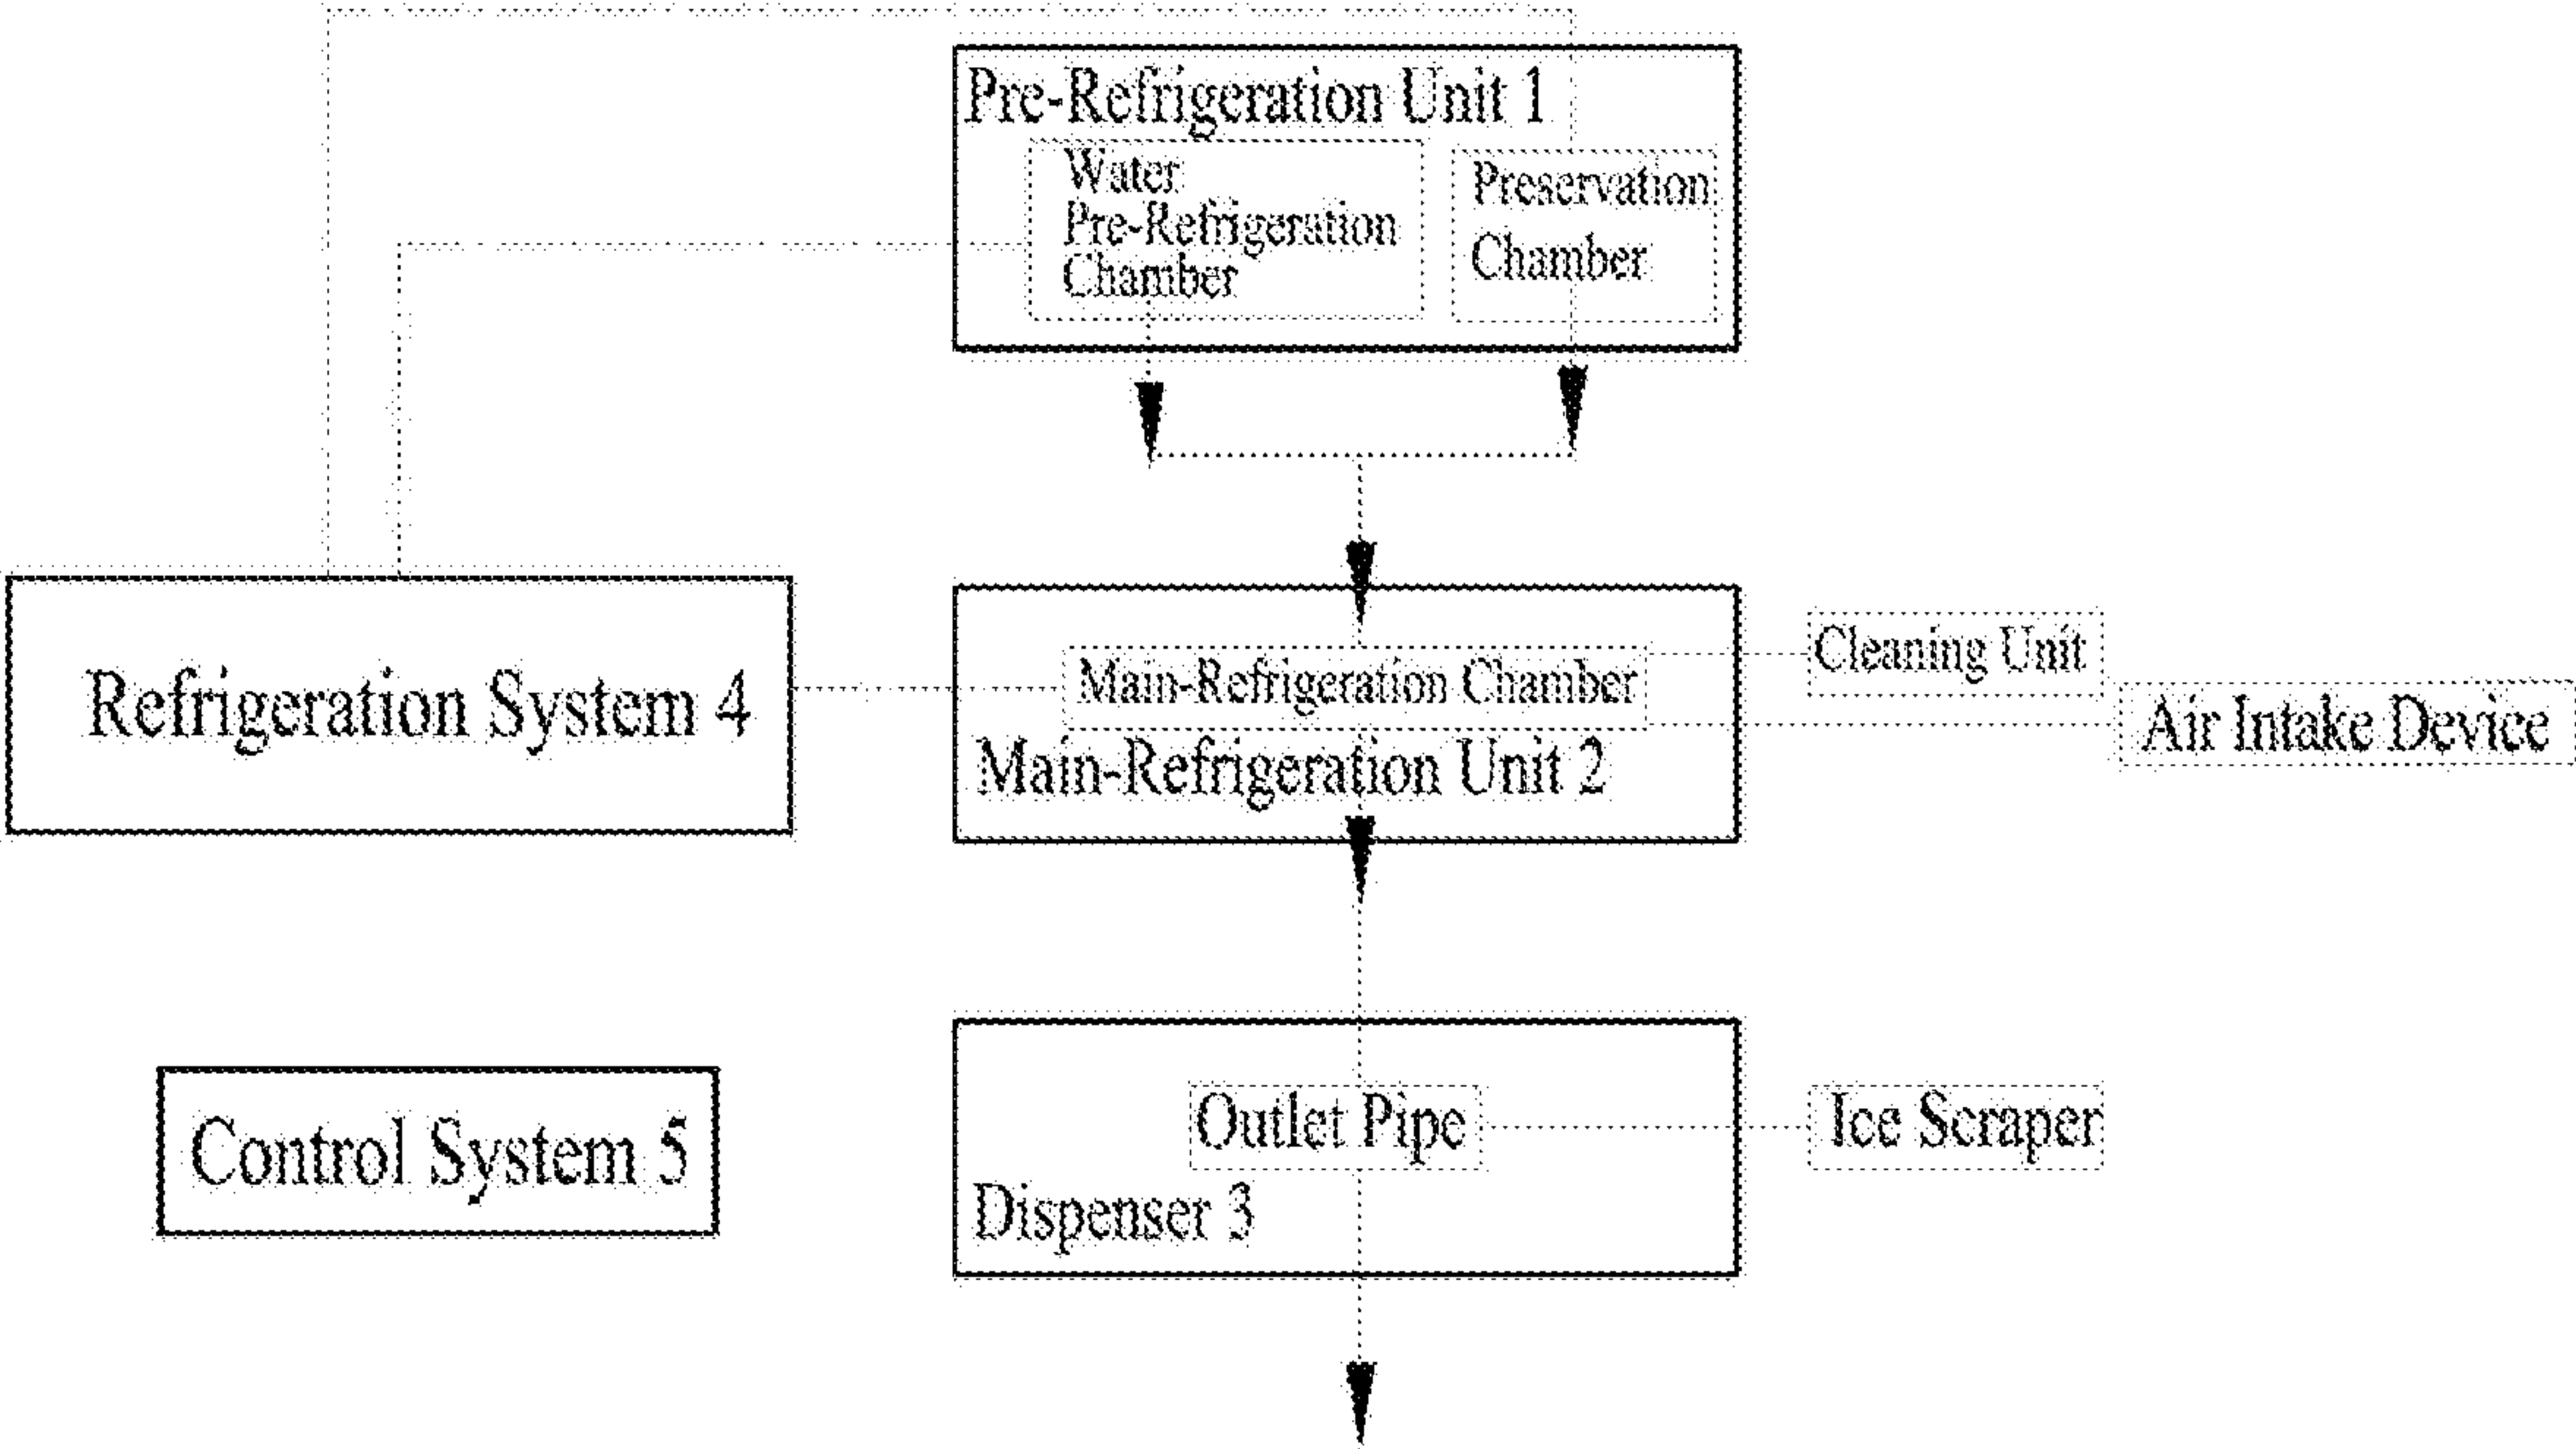 Pre-Refrigeration Unit 1
Water
Pre-Refrigeration
Chamber
Preservation
Chamber
Refrigeration System 4
Main-Refrigeration Chamber
Main-Refrigeration Unit 2
Cleaning Unit
Air Intake Device
Control System 5
Outlet Pipe
Dispenser 3
Ice Scraper